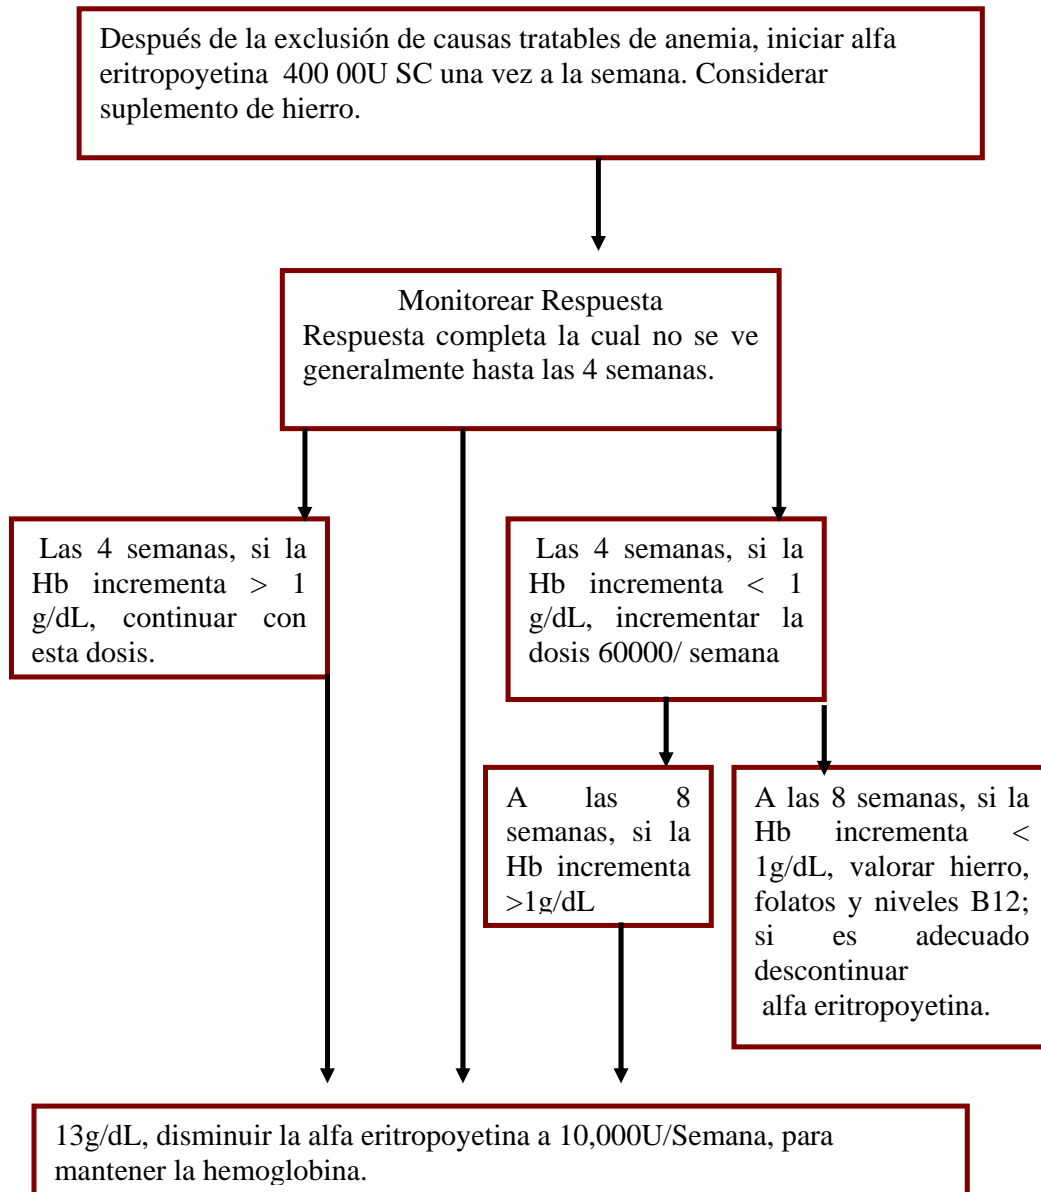 Después de la exclusión de causas tratables de anemia, iniciar alfa
eritropoyetina 400 00U SC una vez a la semana. Considerar
suplemento de hierro.
Monitorear Respuesta
Respuesta completa la cual no se ve
generalmente hasta las 4 semanas.
Las 4 semanas, si la
Hb incrementa > 1
g/dL, continuar con
esta dosis.
Las 4 semanas, si la
Hb incrementa < 1
g/dL, incrementar la
dosis 60000/ semana
A las 8
semanas, si la
Hb incrementa
>1g/dL
A las 8 semanas, si la
Hb incrementa <
1g/dL, valorar hierro,
folatos y niveles B12;
si es adecuado
descontinuar
alfa eritropoyetina.
13g/dL, disminuir la alfa eritropoyetina a 10,000U/Semana, para
mantener la hemoglobina.